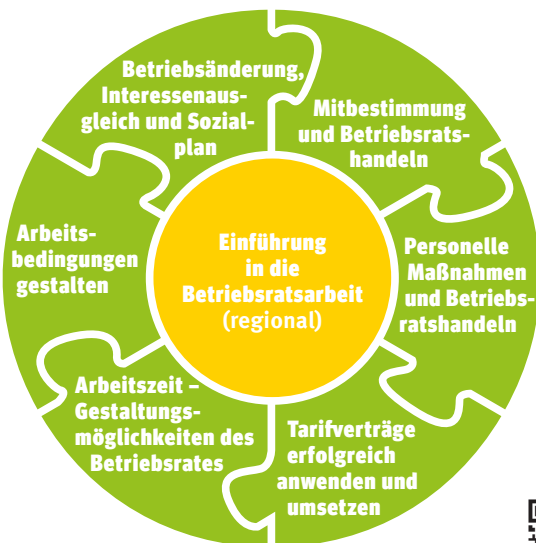 Betriebsänderung,
Interessenaus-
gleich und Sozial-
plan
Mitbestimmung
und Betriebsrats-
handeln
Arbeits-
bedingungen
gestalten
Einführung
in die
Betriebsratsarbeit
(regional)
Personelle
Maßnahmen
und Betriebs-
ratshandeln
Arbeitszeit –
Gestaltungs-
möglichkeiten des
Betriebsrates
Tarifverträge
erfolgreich
anwenden und
umsetzen